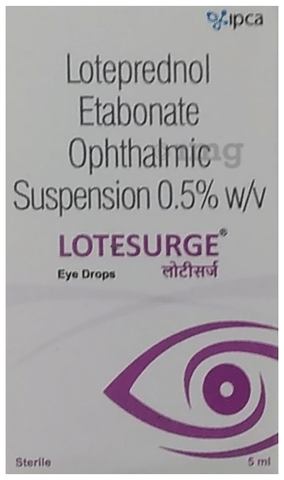 ipca
Loteprednol
Etabonate
Ophthalmic
Suspension 0.5% w/v
LOTESURGE®
Eye Drops
लोटीसर्ज
Sterile
5 ml